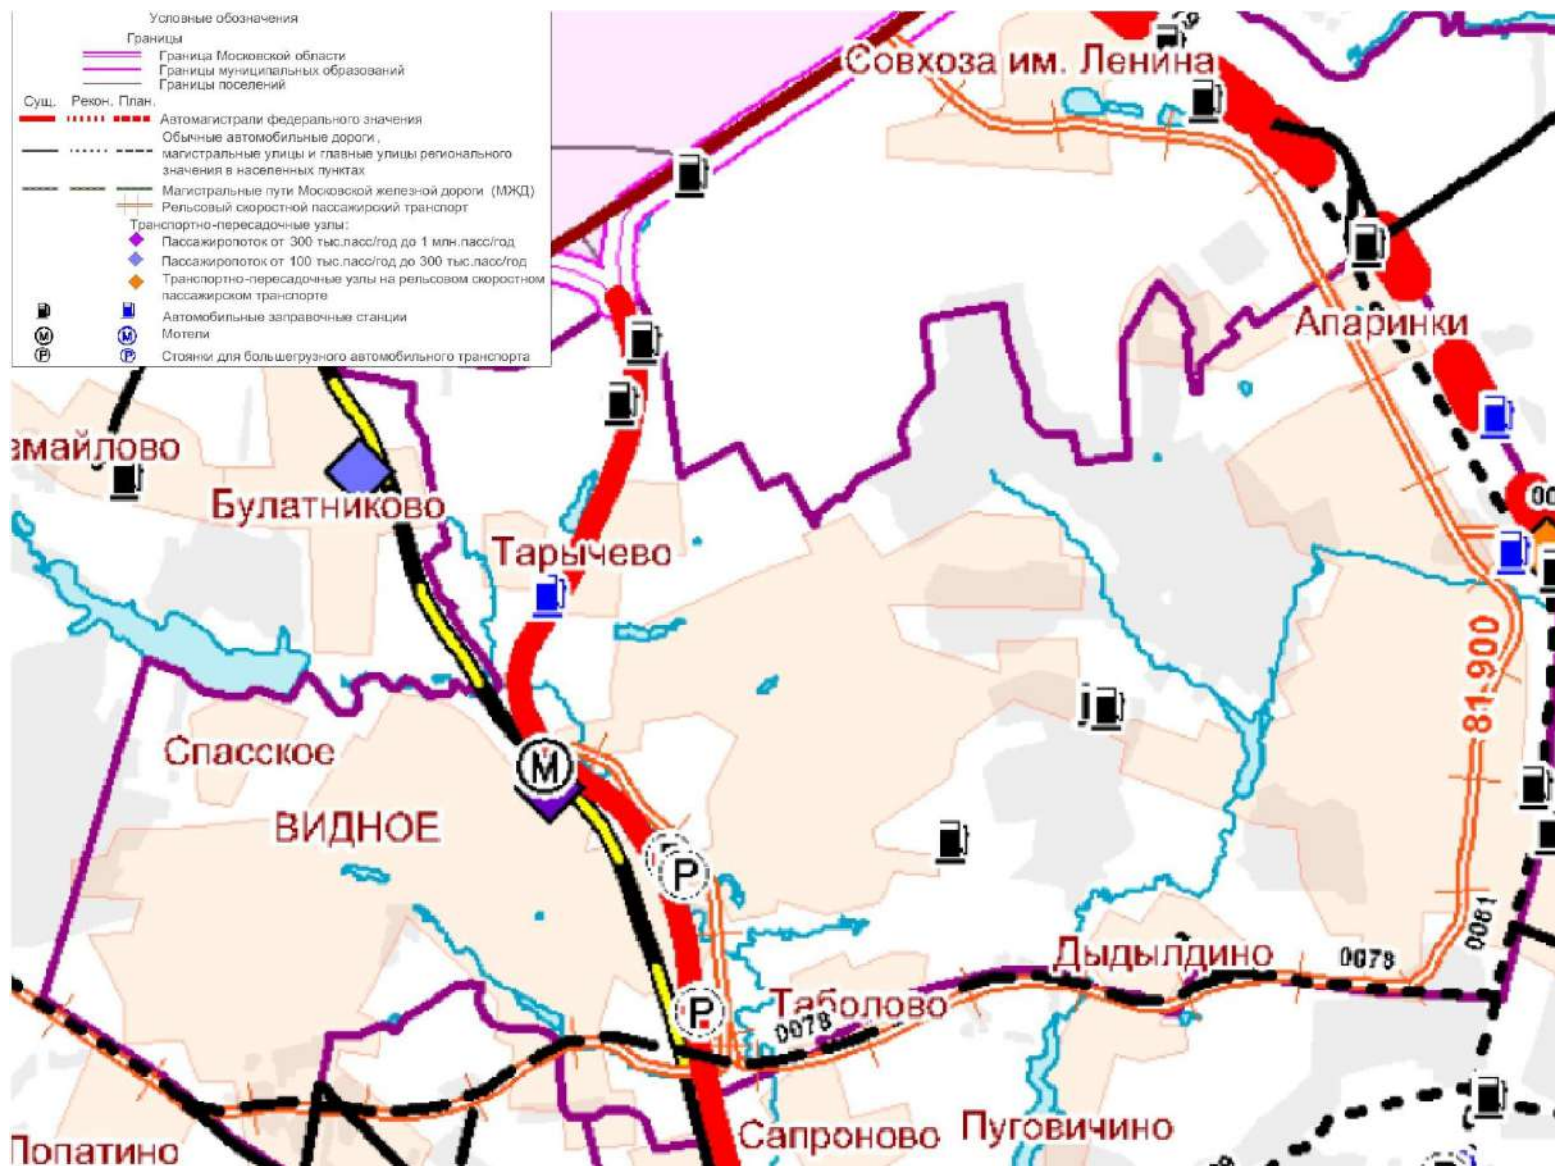 Условные обозначения
Границы
Граница Московской области
Границы муниципальных образований
Границы поселений
Сущ. Рекон. План.
Автомагистрали федерального значения
Обычные автомобильные дороги,
магистральные улицы и главные улицы регионального
значения в населенных пунктах
Магистральные пути Московской железной дороги (МЖД)
Рельсовый скоростной пассажирский транспорт
Транспортно-пересадочные узлы:
Пассажиропоток от 300 тыс.пасс/год до 1 млн.пасс/год
Пассажиропоток от 100 тыс.пасс/год до 300 тыс.пасс/год
Транспортно-пересадочные узлы на рельсовом скоростном
пассажирском транспорте
Автомобильные заправочные станции
М М Мотели
Р Р Стоянки для большегрузного автомобильного транспорта
Совхоза им. Ленина
Апаринки
змайлово
Булатниково
Тарычево
00
81 900
Спасское
М
ВИДНОЕ
Р
Дыдылдино
0078
0081
Р
Таболово
0078
Лопатино
Сапроново
Пуговичино